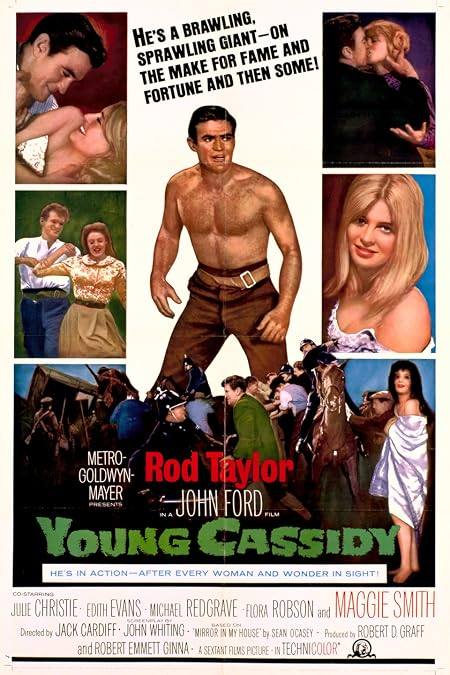 HE'S A BRAWLING,
SPRAWLING GIANT—ON
THE MAKE FOR FAME AND
FORTUNE AND THEN SOME!
METRO-
GOLDWYN-
MAYER
PRESENTS
Rod Taylor
IN A JOHN FORD FILM
YOUNG CASSIDY
HE'S IN ACTION—AFTER EVERY WOMAN AND WONDER IN SIGHT!
CO-STARRING
JULIE CHRISTIE · EDITH EVANS · MICHAEL REDGRAVE · FLORA ROBSON and MAGGIE SMITH
Directed by JACK CARDIFF · SCREENPLAY BY JOHN WHITING · BASED ON "MIRROR IN MY HOUSE" BY SEAN O'CASEY · Produced by ROBERT D. GRAFF
and ROBERT EMMETT GINNA · A SEXTANT FILMS PICTURE · IN TECHNICOLOR